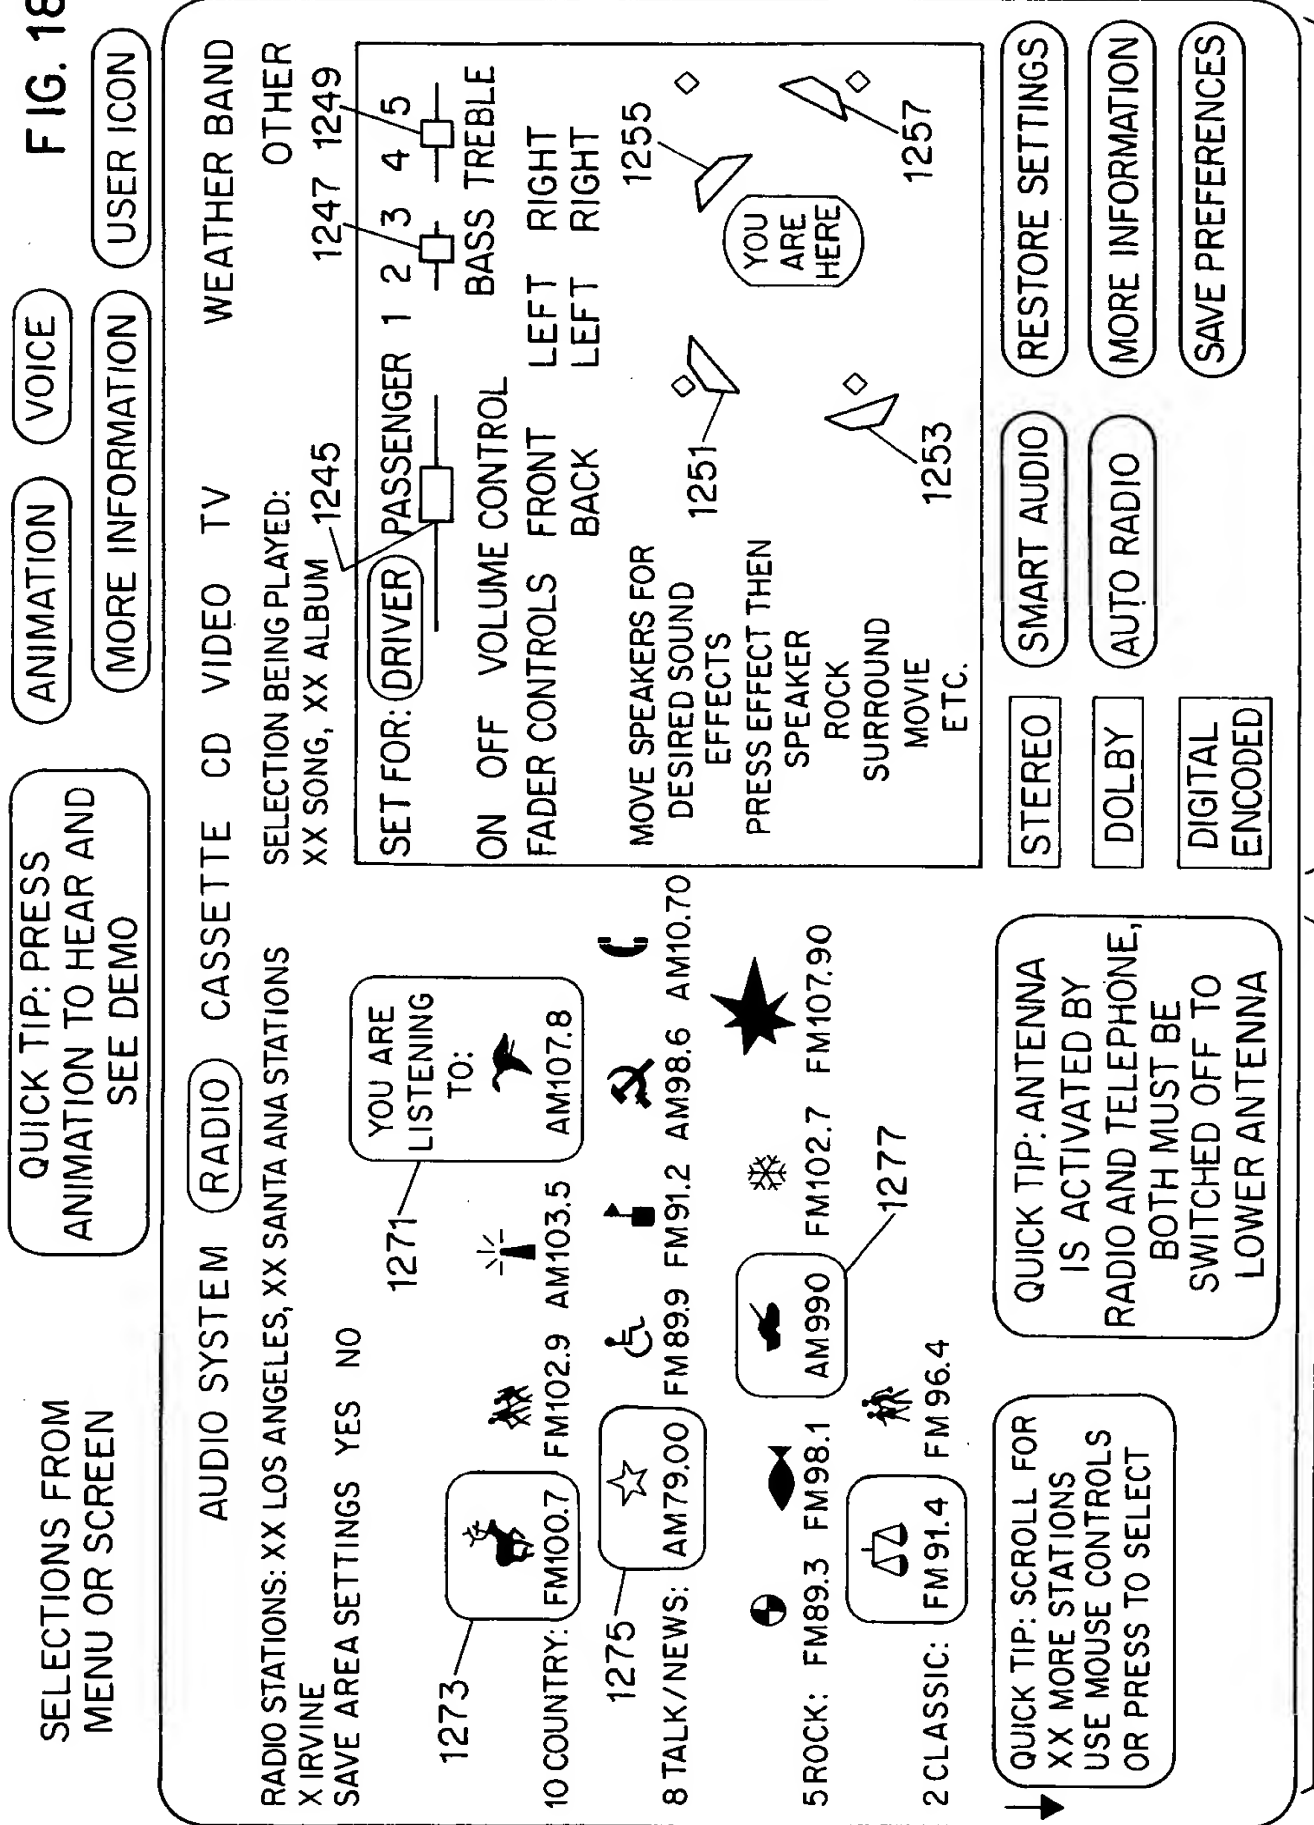 FIG. 18
SELECTIONS FROM
MENU OR SCREEN
QUICK TIP: PRESS
ANIMATION TO HEAR AND
SEE DEMO
ANIMATION
VOICE
MORE INFORMATION
USER ICON
AUDIO SYSTEM RADIO CASSETTE CD VIDEO TV WEATHER BAND
RADIO STATIONS: XX LOS ANGELES, XX SANTA ANA STATIONS
X IRVINE
SAVE AREA SETTINGS YES NO
SELECTION BEING PLAYED:
XX SONG, XX ALBUM
OTHER
1245
1247
1249
1271
YOU ARE
LISTENING
TO:
AM107.8
1273
10 COUNTRY: FM100.7 FM102.9 AM103.5
1275
8 TALK/NEWS: AM79.00 FM89.9 FM91.2 AM98.6 AM10.70
5 ROCK: FM89.3 FM98.1 AM990 FM102.7 FM107.90
1277
2 CLASSIC: FM91.4 FM96.4
SET FOR: DRIVER PASSENGER 1 2 3 4 5
ON OFF VOLUME CONTROL BASS TREBLE
FADER CONTROLS FRONT LEFT RIGHT
BACK LEFT RIGHT
MOVE SPEAKERS FOR
DESIRED SOUND
EFFECTS
PRESS EFFECT THEN
SPEAKER
ROCK
SURROUND
MOVIE
ETC.
1251
1255
YOU
ARE
HERE
1253
1257
QUICK TIP: SCROLL FOR
XX MORE STATIONS
USE MOUSE CONTROLS
OR PRESS TO SELECT
QUICK TIP: ANTENNA
IS ACTIVATED BY
RADIO AND TELEPHONE,
BOTH MUST BE
SWITCHED OFF TO
LOWER ANTENNA
STEREO
DOLBY
DIGITAL
ENCODED
SMART AUDIO
AUTO RADIO
RESTORE SETTINGS
MORE INFORMATION
SAVE PREFERENCES